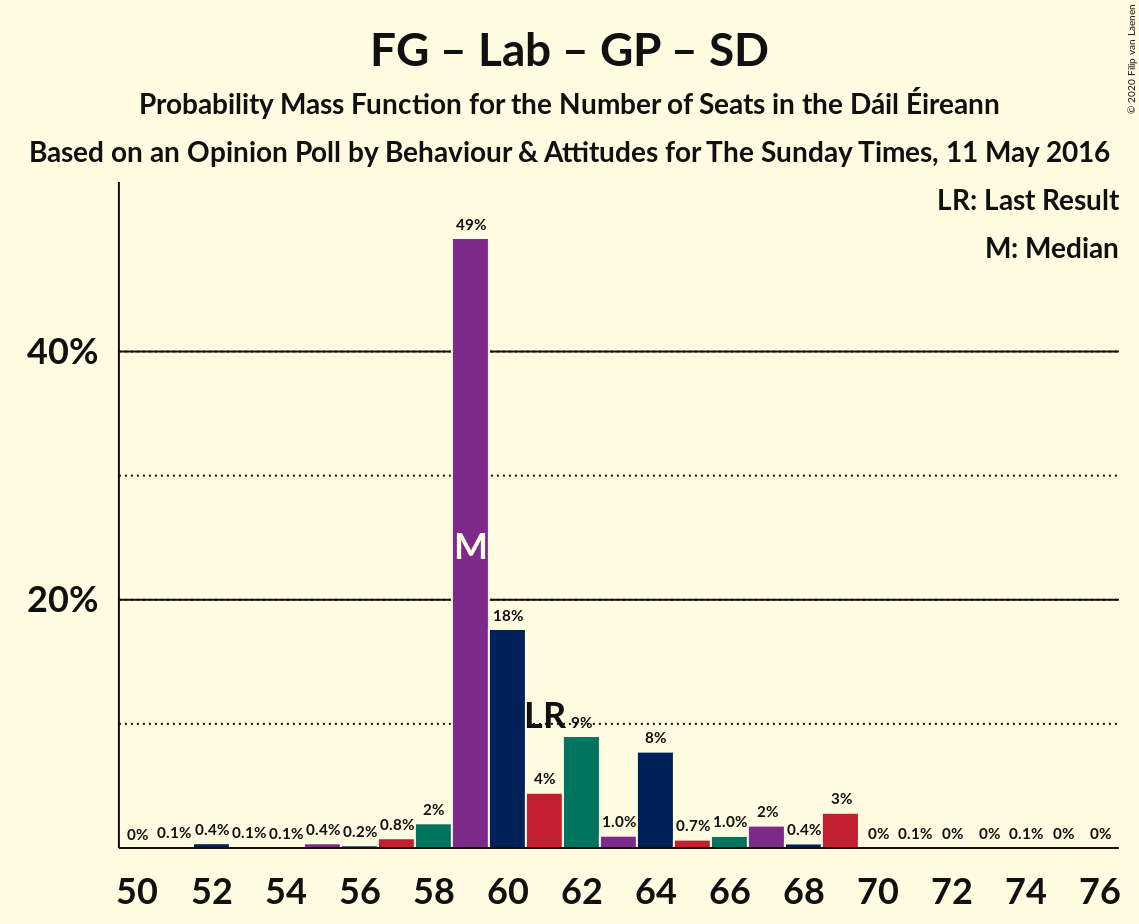 FG – Lab – GP – SD
Probability Mass Function for the Number of Seats in the Dáil Éireann
Based on an Opinion Poll by Behaviour & Attitudes for The Sunday Times, 11 May 2016
© 2020 Filip van Laenen
LR: Last Result
M: Median
49%
40%
M
20%
18%
LR
9%
8%
4%
3%
0% 0.1% 0.4% 0.1% 0.1% 0.4% 0.2% 0.8% 2% 1.0% 0.7% 1.0% 2% 0.4% 0% 0.1% 0% 0% 0.1% 0% 0%
50 52 54 56 58 60 62 64 66 68 70 72 74 76